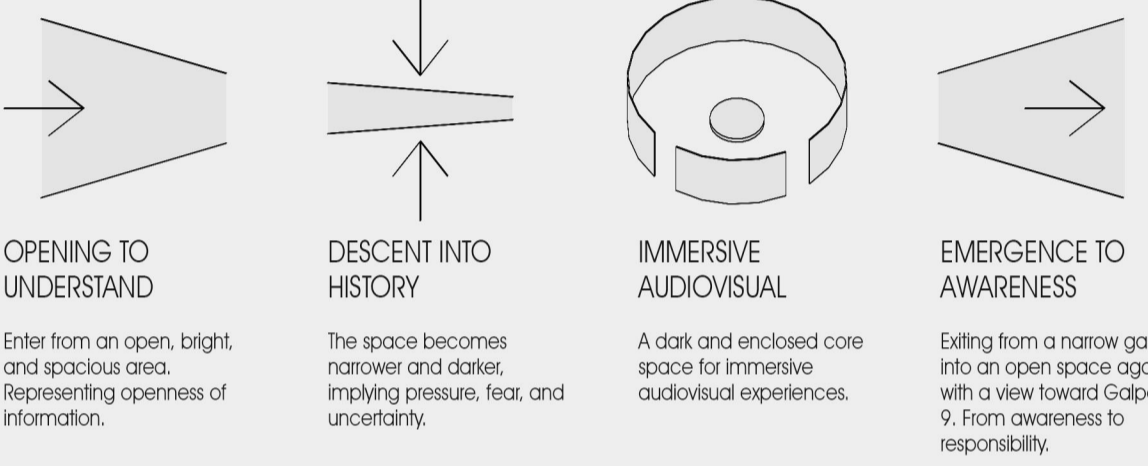 OPENING TO
UNDERSTAND
Enter from an open, bright,
and spacious area.
Representing openness of
information.
DESCENT INTO
HISTORY
The space becomes
narrower and darker,
implying pressure, fear, and
uncertainty.
IMMERSIVE
AUDIOVISUAL
A dark and enclosed core
space for immersive
audiovisual experiences.
EMERGENCE TO
AWARENESS
Exiting from a narrow
into an open space
with a view toward
9. From awareness to
responsibility.